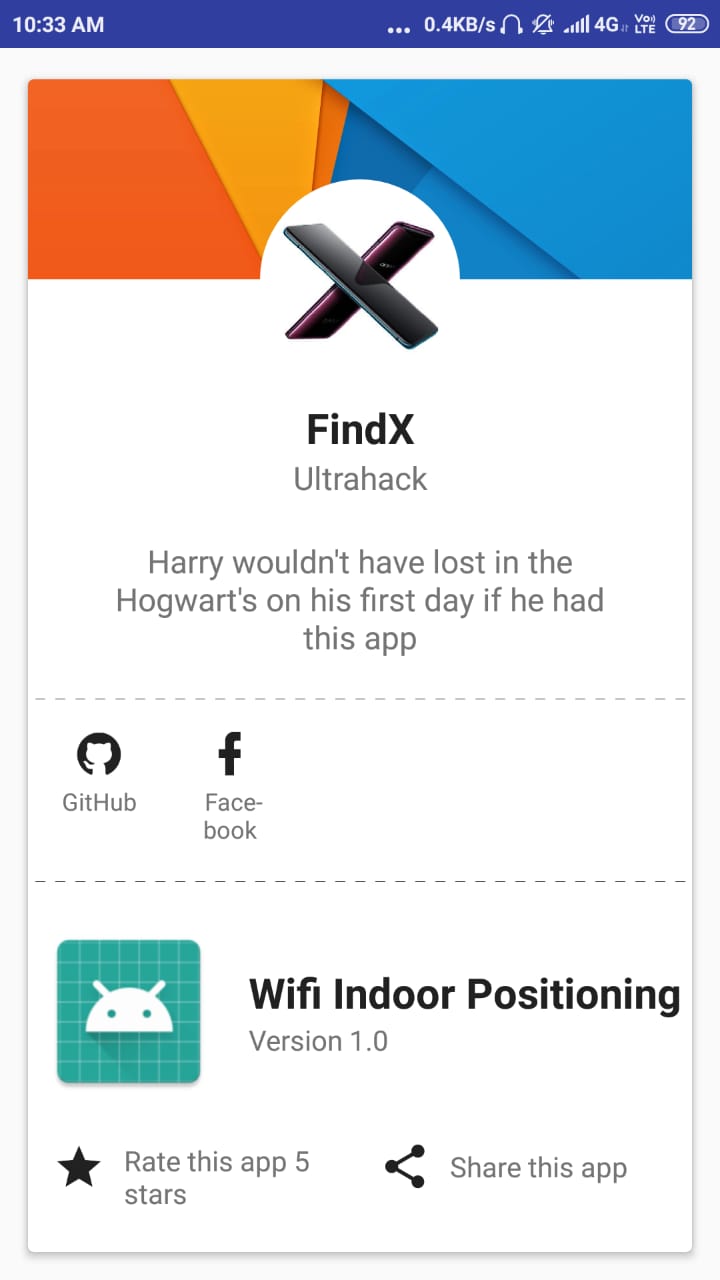 10:33 AM
... 0.4KB/s 4G Vo)) LTE 92
FindX
Ultrahack
Harry wouldn't have lost in the
Hogwart's on his first day if he had
this app
GitHub
Face-
book
Wifi Indoor Positioning
Version 1.0
Rate this app 5
stars
Share this app